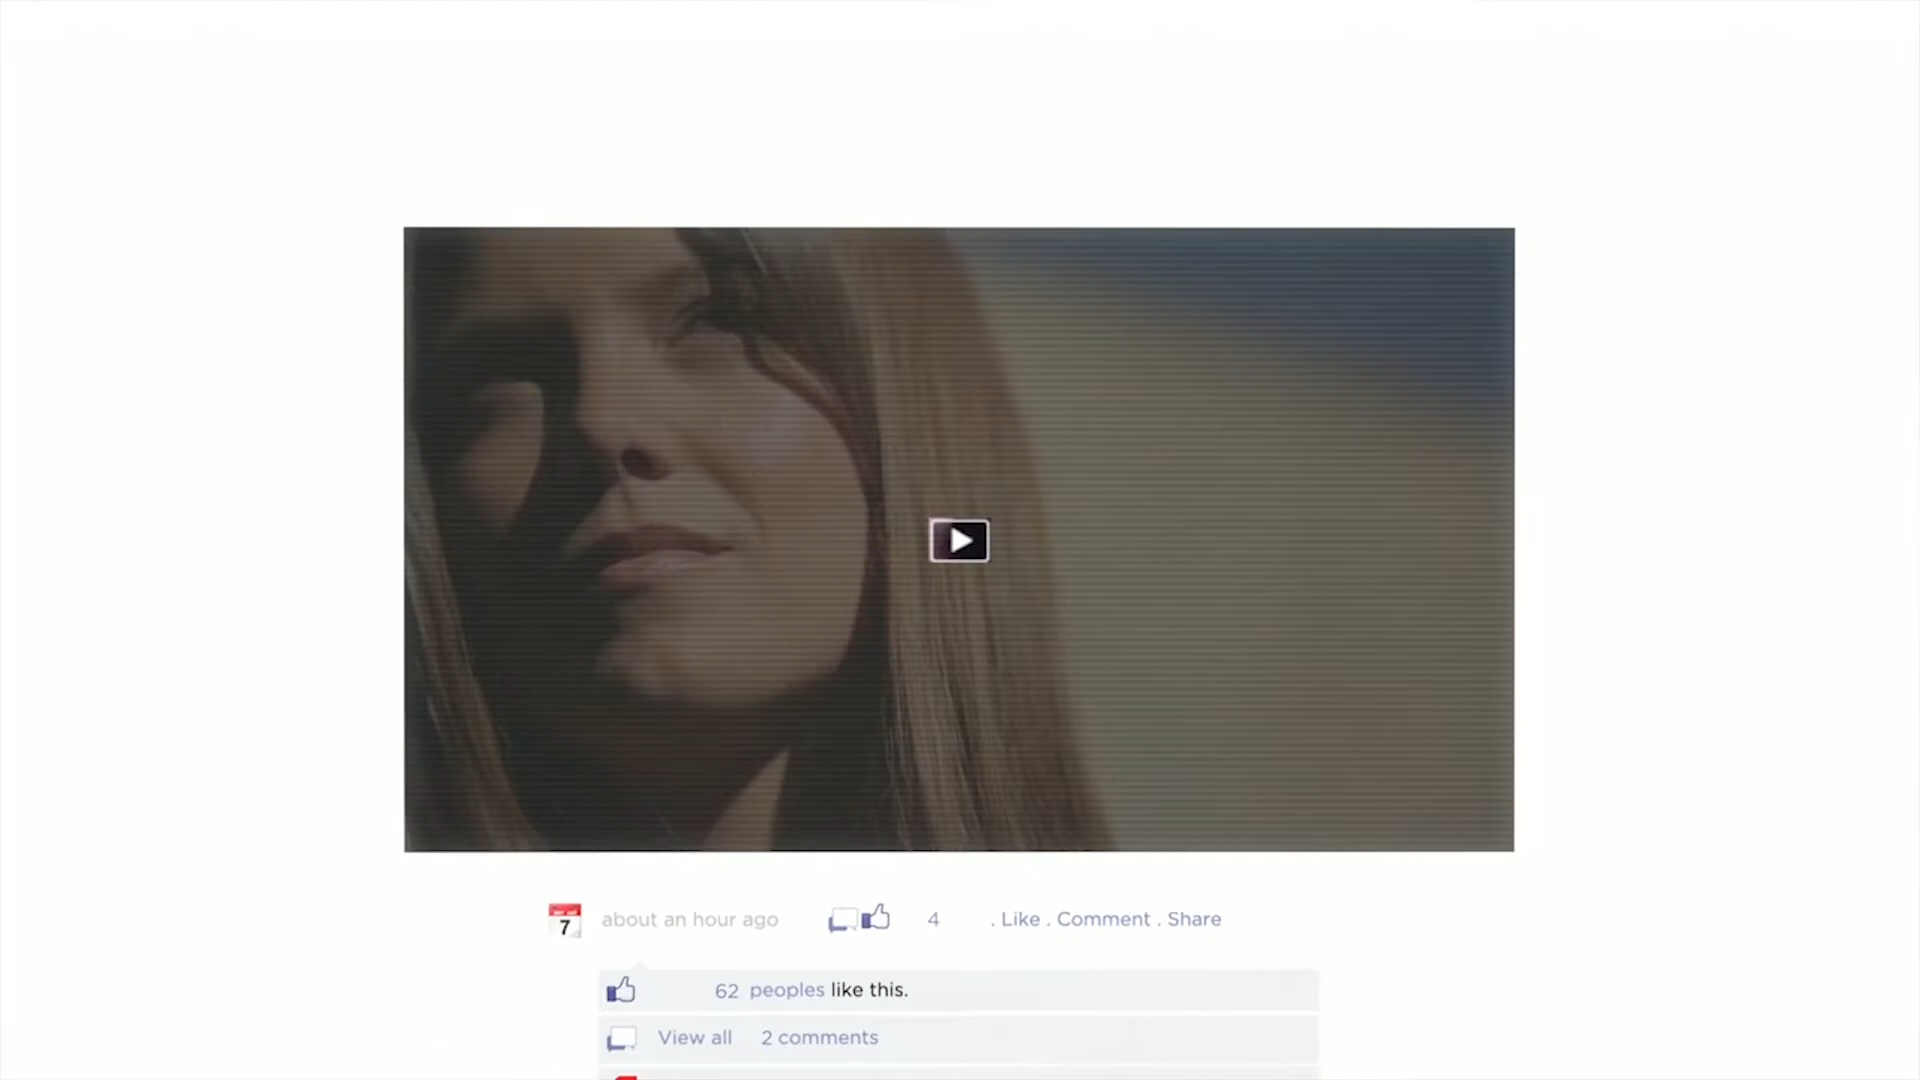 7 about an hour ago 4 . Like . Comment . Share
62 peoples like this.
View all 2 comments